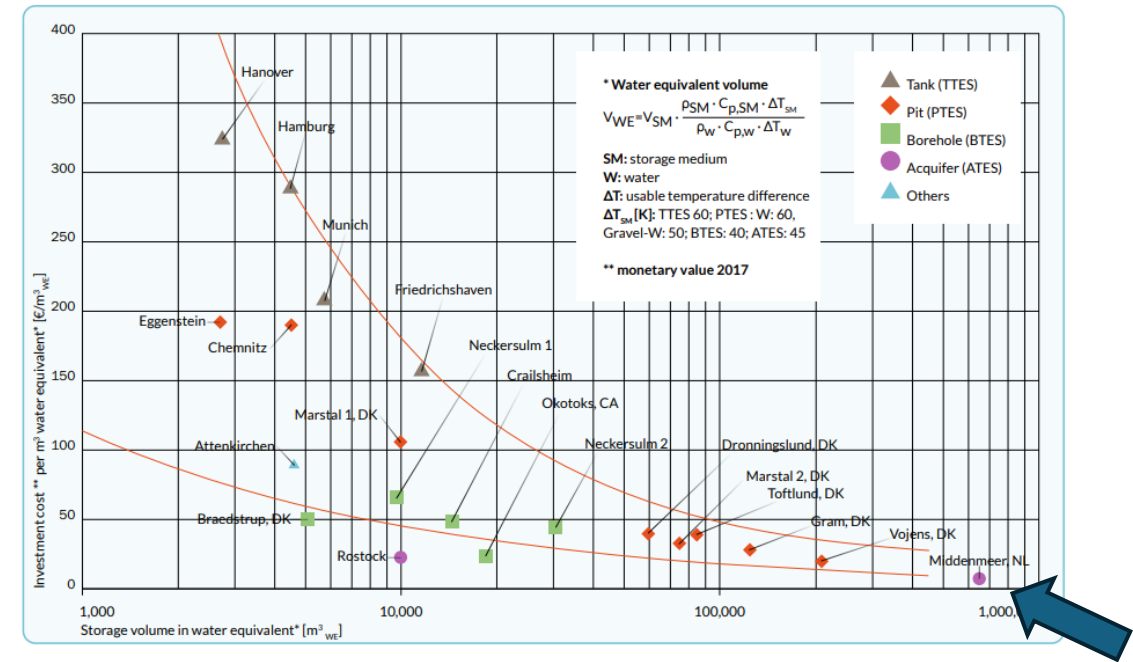 400
350
300
250
200
150
100
50
0
Investment cost ** per m³ water equivalent* [€/m³ WE]
1,000
10,000
100,000
Storage volume in water equivalent* [m³ WE]
Hanover
Hamburg
Munich
Friedrichshaven
Eggenstein
Chemnitz
Neckersulm 1
Crailsheim
Okotoks, CA
Marstal 1, DK
Attenkirchen
Neckersulm 2
Dronningslund, DK
Marstal 2, DK
Toftlund, DK
Braedstrup, DK
Gram, DK
Vojens, DK
Rostock
Middenmeer, NL
* Water equivalent volume
V_WE=V_SM · (ρ_SM · C_p,SM · ΔT_SM)/(ρ_w · C_p,w · ΔT_w)
SM: storage medium
W: water
ΔT: usable temperature difference
ΔT_SM [K]: TTES 60; PTES : W: 60,
Gravel-W: 50; BTES: 40; ATES: 45
** monetary value 2017
Tank (TTES)
Pit (PTES)
Borehole (BTES)
Acquifer (ATES)
Others